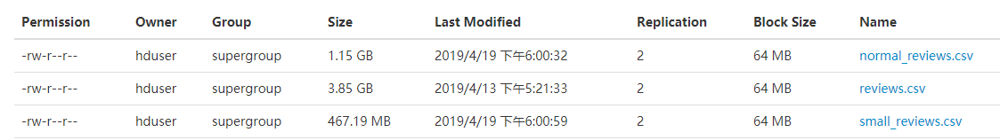 Permission Owner Group Size Last Modified Replication Block Size Name
-rw-r--r-- hduser supergroup 1.15 GB 2019/4/19 下午6:00:32 2 64 MB normal_reviews.csv
-rw-r--r-- hduser supergroup 3.85 GB 2019/4/13 下午5:21:33 2 64 MB reviews.csv
-rw-r--r-- hduser supergroup 467.19 MB 2019/4/19 下午6:00:59 2 64 MB small_reviews.csv